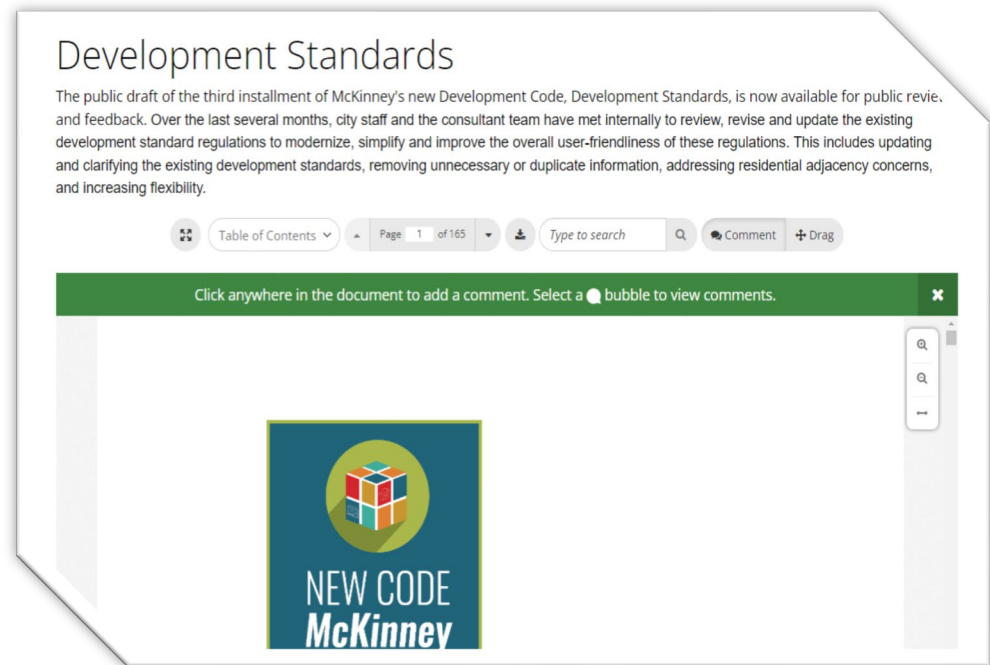 Development Standards
The public draft of the third installment of McKinney's new Development Code, Development Standards, is now available for public
and feedback. Over the last several months, city staff and the consultant team have met internally to review, revise and update the existing
development standard regulations to modernize, simplify and improve the overall user-friendliness of these regulations. This includes updating
and clarifying the existing development standards, removing unnecessary or duplicate information, addressing residential adjacency concerns,
and increasing flexibility.
Table of Contents Page 1 of 165 Type to search Comment Drag
Click anywhere in the document to add a comment. Select a bubble to view comments.
NEW CODE
McKinney